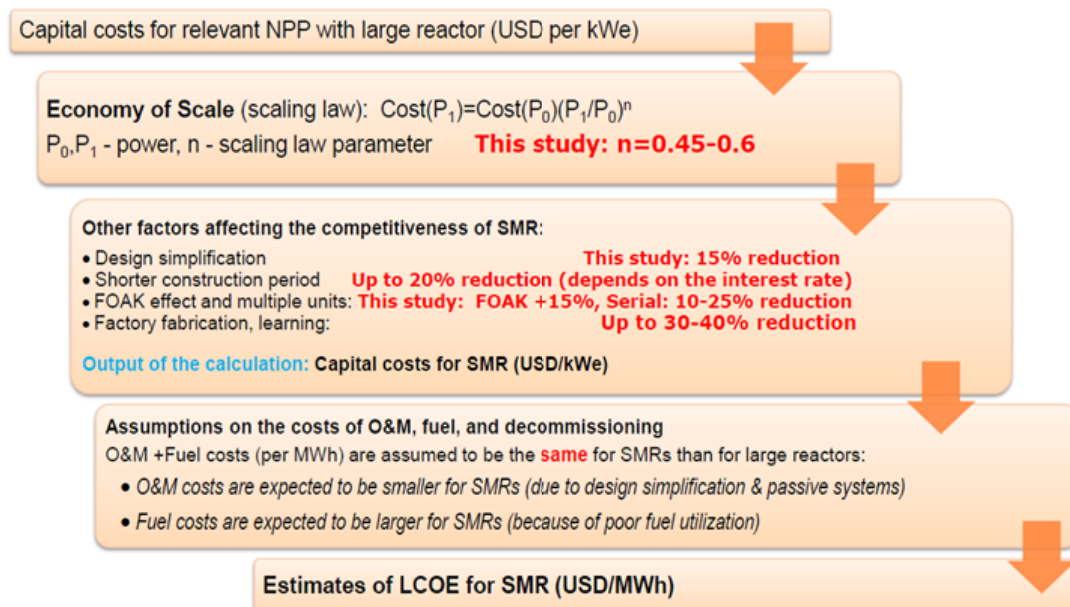 Capital costs for relevant NPP with large reactor (USD per kWe)
Economy of Scale (scaling law): Cost(P₁)=Cost(P₀)(P₁/P₀)ⁿ
P₀,P₁ - power, n - scaling law parameter This study: n=0.45-0.6
Other factors affecting the competitiveness of SMR:
• Design simplification This study: 15% reduction
• Shorter construction period Up to 20% reduction (depends on the interest rate)
• FOAK effect and multiple units: This study: FOAK +15%, Serial: 10-25% reduction
• Factory fabrication, learning: Up to 30-40% reduction
Output of the calculation: Capital costs for SMR (USD/kWe)
Assumptions on the costs of O&M, fuel, and decommissioning
O&M +Fuel costs (per MWh) are assumed to be the same for SMRs than for large reactors:
• O&M costs are expected to be smaller for SMRs (due to design simplification & passive systems)
• Fuel costs are expected to be larger for SMRs (because of poor fuel utilization)
Estimates of LCOE for SMR (USD/MWh)